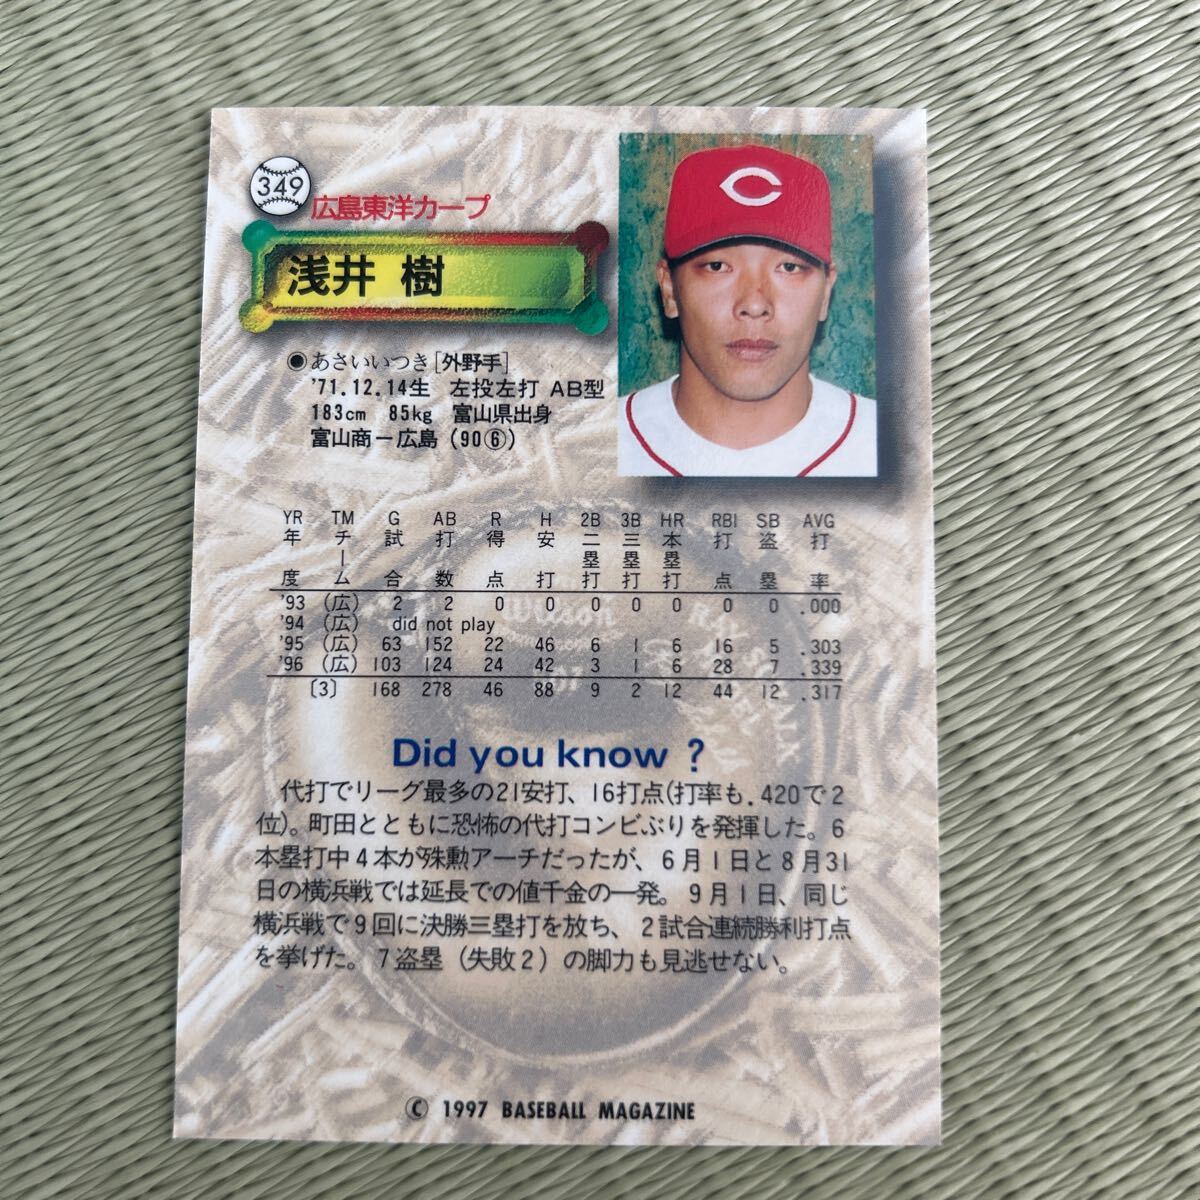 349
広島東洋カープ
浅井 樹
C
●あさいいつき[外野手]
'71.12.14生 左投左打 AB型
183cm 85kg 富山県出身
富山商ー広島（90⑥）
YR TM G AB R H 2B 3B HR RBI SB AVG
年度 チーム 試合 打数 得点 安打 二塁打 三塁打 本塁打 打点 盗塁 打率
'93 (広) 2 2 0 0 0 0 0 0 0 .000
'94 (広) did not play
'95 (広) 63 152 22 46 6 1 6 16 5 .303
'96 (広) 103 124 24 42 3 1 6 28 7 .339
〔3〕 168 278 46 88 9 2 12 44 12 .317
Wilson
Did you know ?
代打でリーグ最多の21安打、16打点(打率も.420で2
位)。町田とともに恐怖の代打コンビぶりを発揮した。6
本塁打中4本が殊勲アーチだったが、6月1日と8月31
日の横浜戦では延長での値千金の一発。9月1日、同じ
横浜戦で9回に決勝三塁打を放ち、2試合連続勝利打点
を挙げた。7盗塁（失敗2）の脚力も見逃せない。
© 1997 BASEBALL MAGAZINE